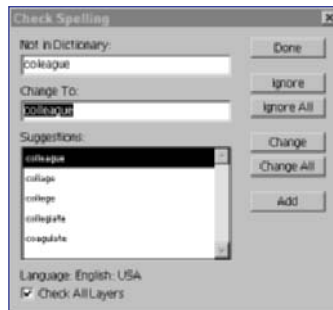 Check Spelling
Not in Dictionary:
coleague
Change To:
colleague
Suggestions:
colleague
collage
college
collegiate
coagulate
Language: English: USA
Check All Layers
Done
Ignore
Ignore All
Change
Change All
Add